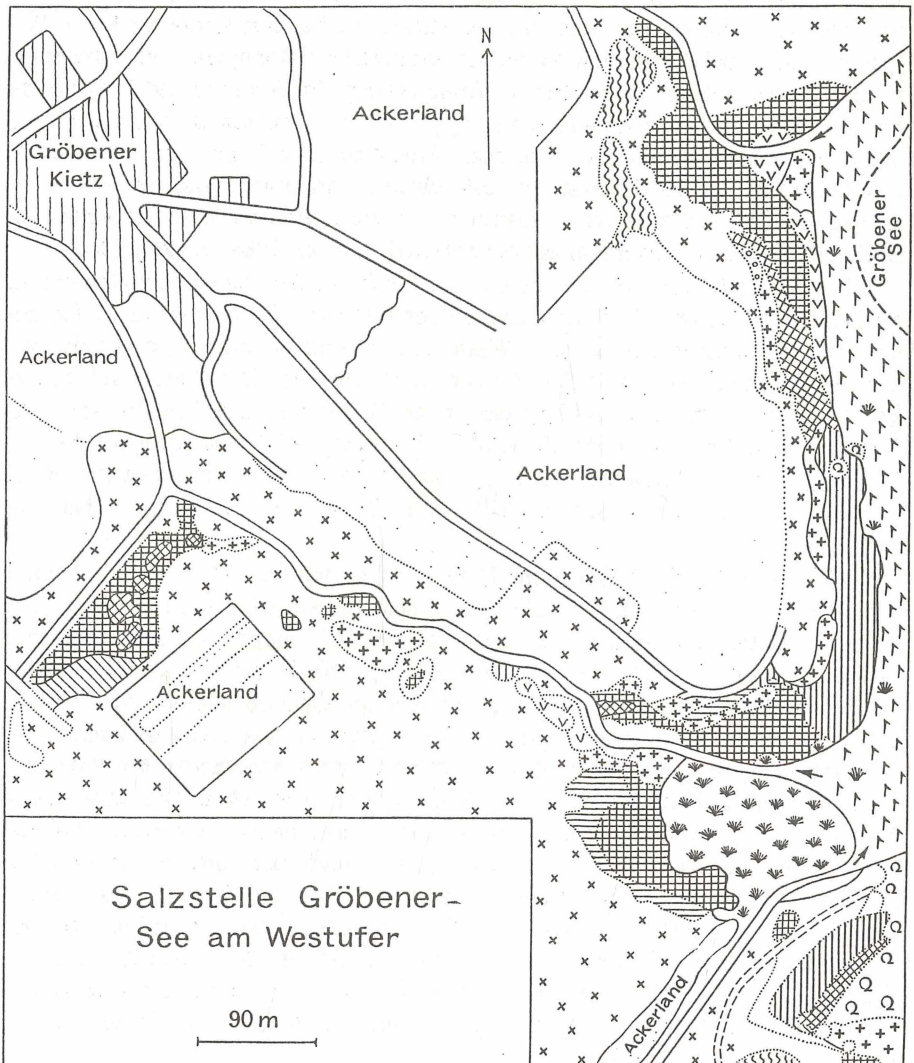 N
Ackerland
Gröbener
Kietz
Gröbener
See
Ackerland
Ackerland
Ackerland
Salzstelle Gröbener-
See am Westufer
90 m
Ackerland